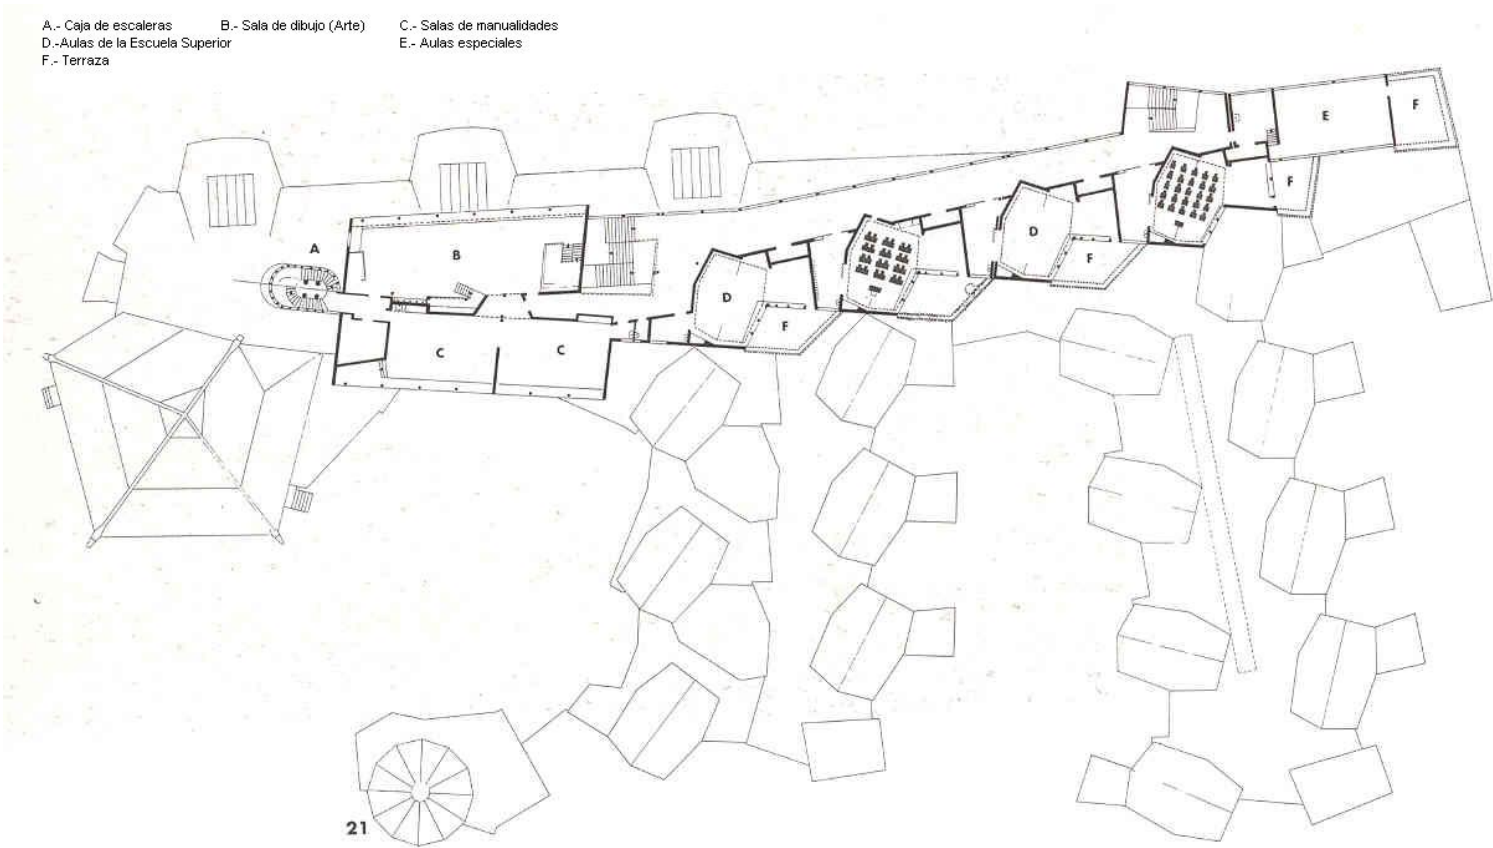 A.- Caja de escaleras B.- Sala de dibujo (Arte) C.- Salas de manualidades
D.-Aulas de la Escuela Superior E.- Aulas especiales
F.- Terraza
F
E
F
A
B
D
F
D
F
C
C
21